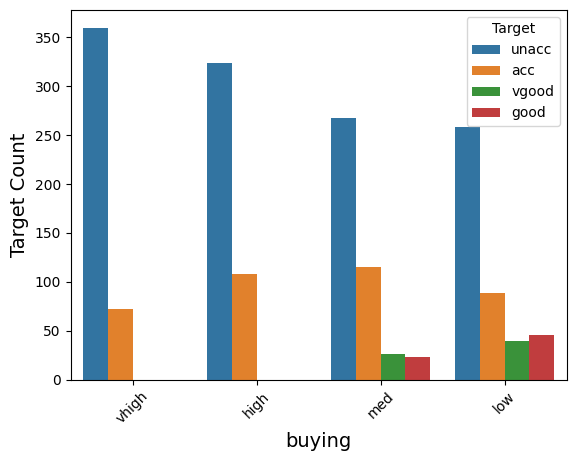 350
300
250
200
150
100
50
0
Target Count
Target
unacc
acc
vgood
good
vhigh
high
med
low
buying